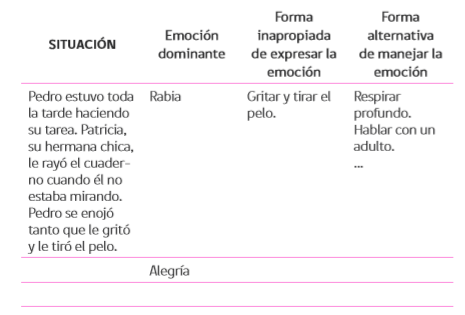 SITUACIÓN
Emoción
dominante
Forma
inapropiada
de expresar la
emoción
Forma
alternativa
de manejar la
emoción
Pedro estuvo toda
la tarde haciendo
su tarea. Patricia,
su hermana chica,
le rayó el cuader-
no cuando él no
estaba mirando.
Pedro se enojó
tanto que le gritó
y le tiró el pelo.
Rabia
Gritar y tirar el
pelo.
Respirar
profundo.
Hablar con un
adulto.
...
Alegría